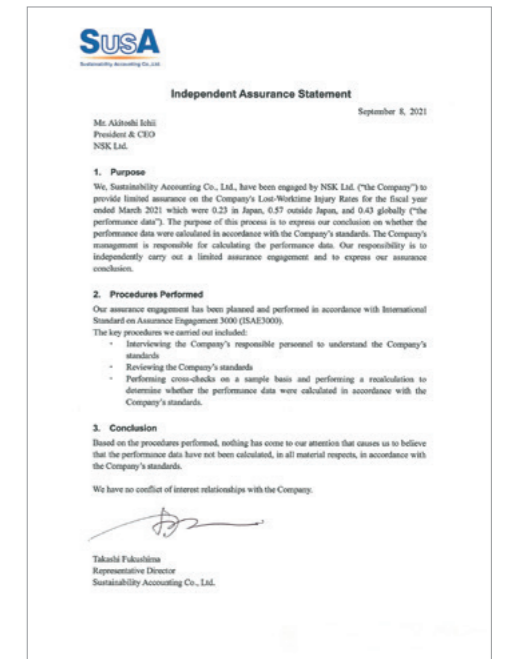 SusA
Sustainability Accounting Co., Ltd.
Independent Assurance Statement
September 8, 2021
Mr. Akitoshi Ichii
President & CEO
NSK Ltd.
1. Purpose
We, Sustainability Accounting Co., Ltd., have been engaged by NSK Ltd. ("the Company") to
provide limited assurance on the Company's Lost-Worktime Injury Rates for the fiscal year
ended March 2021 which were 0.23 in Japan, 0.57 outside Japan, and 0.43 globally ("the
performance data"). The purpose of this process is to express our conclusion on whether the
performance data were calculated in accordance with the Company's standards. The Company's
management is responsible for calculating the performance data. Our responsibility is to
independently carry out a limited assurance engagement and to express our assurance
conclusion.
2. Procedures Performed
Our assurance engagement has been planned and performed in accordance with International
Standard on Assurance Engagement 3000 (ISAE3000).
The key procedures we carried out included:
・ Interviewing the Company's responsible personnel to understand the Company's
standards
・ Reviewing the Company's standards
・ Performing cross-checks on a sample basis and performing a recalculation to
determine whether the performance data were calculated in accordance with the
Company's standards.
3. Conclusion
Based on the procedures performed, nothing has come to our attention that causes us to believe
that the performance data have not been calculated, in all material respects, in accordance with
the Company's standards.
We have no conflict of interest relationships with the Company.
Takashi Fukushima
Representative Director
Sustainability Accounting Co., Ltd.